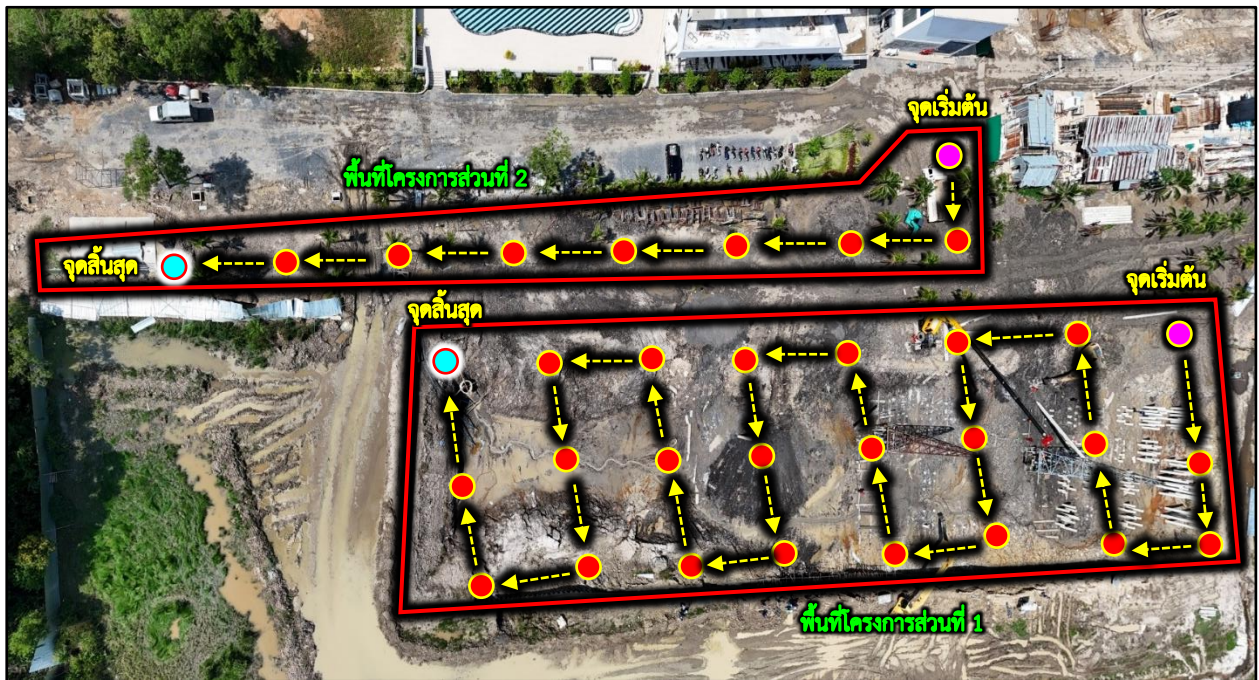 จุดเริ่มต้น
พื้นที่โครงการส่วนที่ 2
จุดสิ้นสุด
จุดเริ่มต้น
จุดสิ้นสุด
พื้นที่โครงการส่วนที่ 1